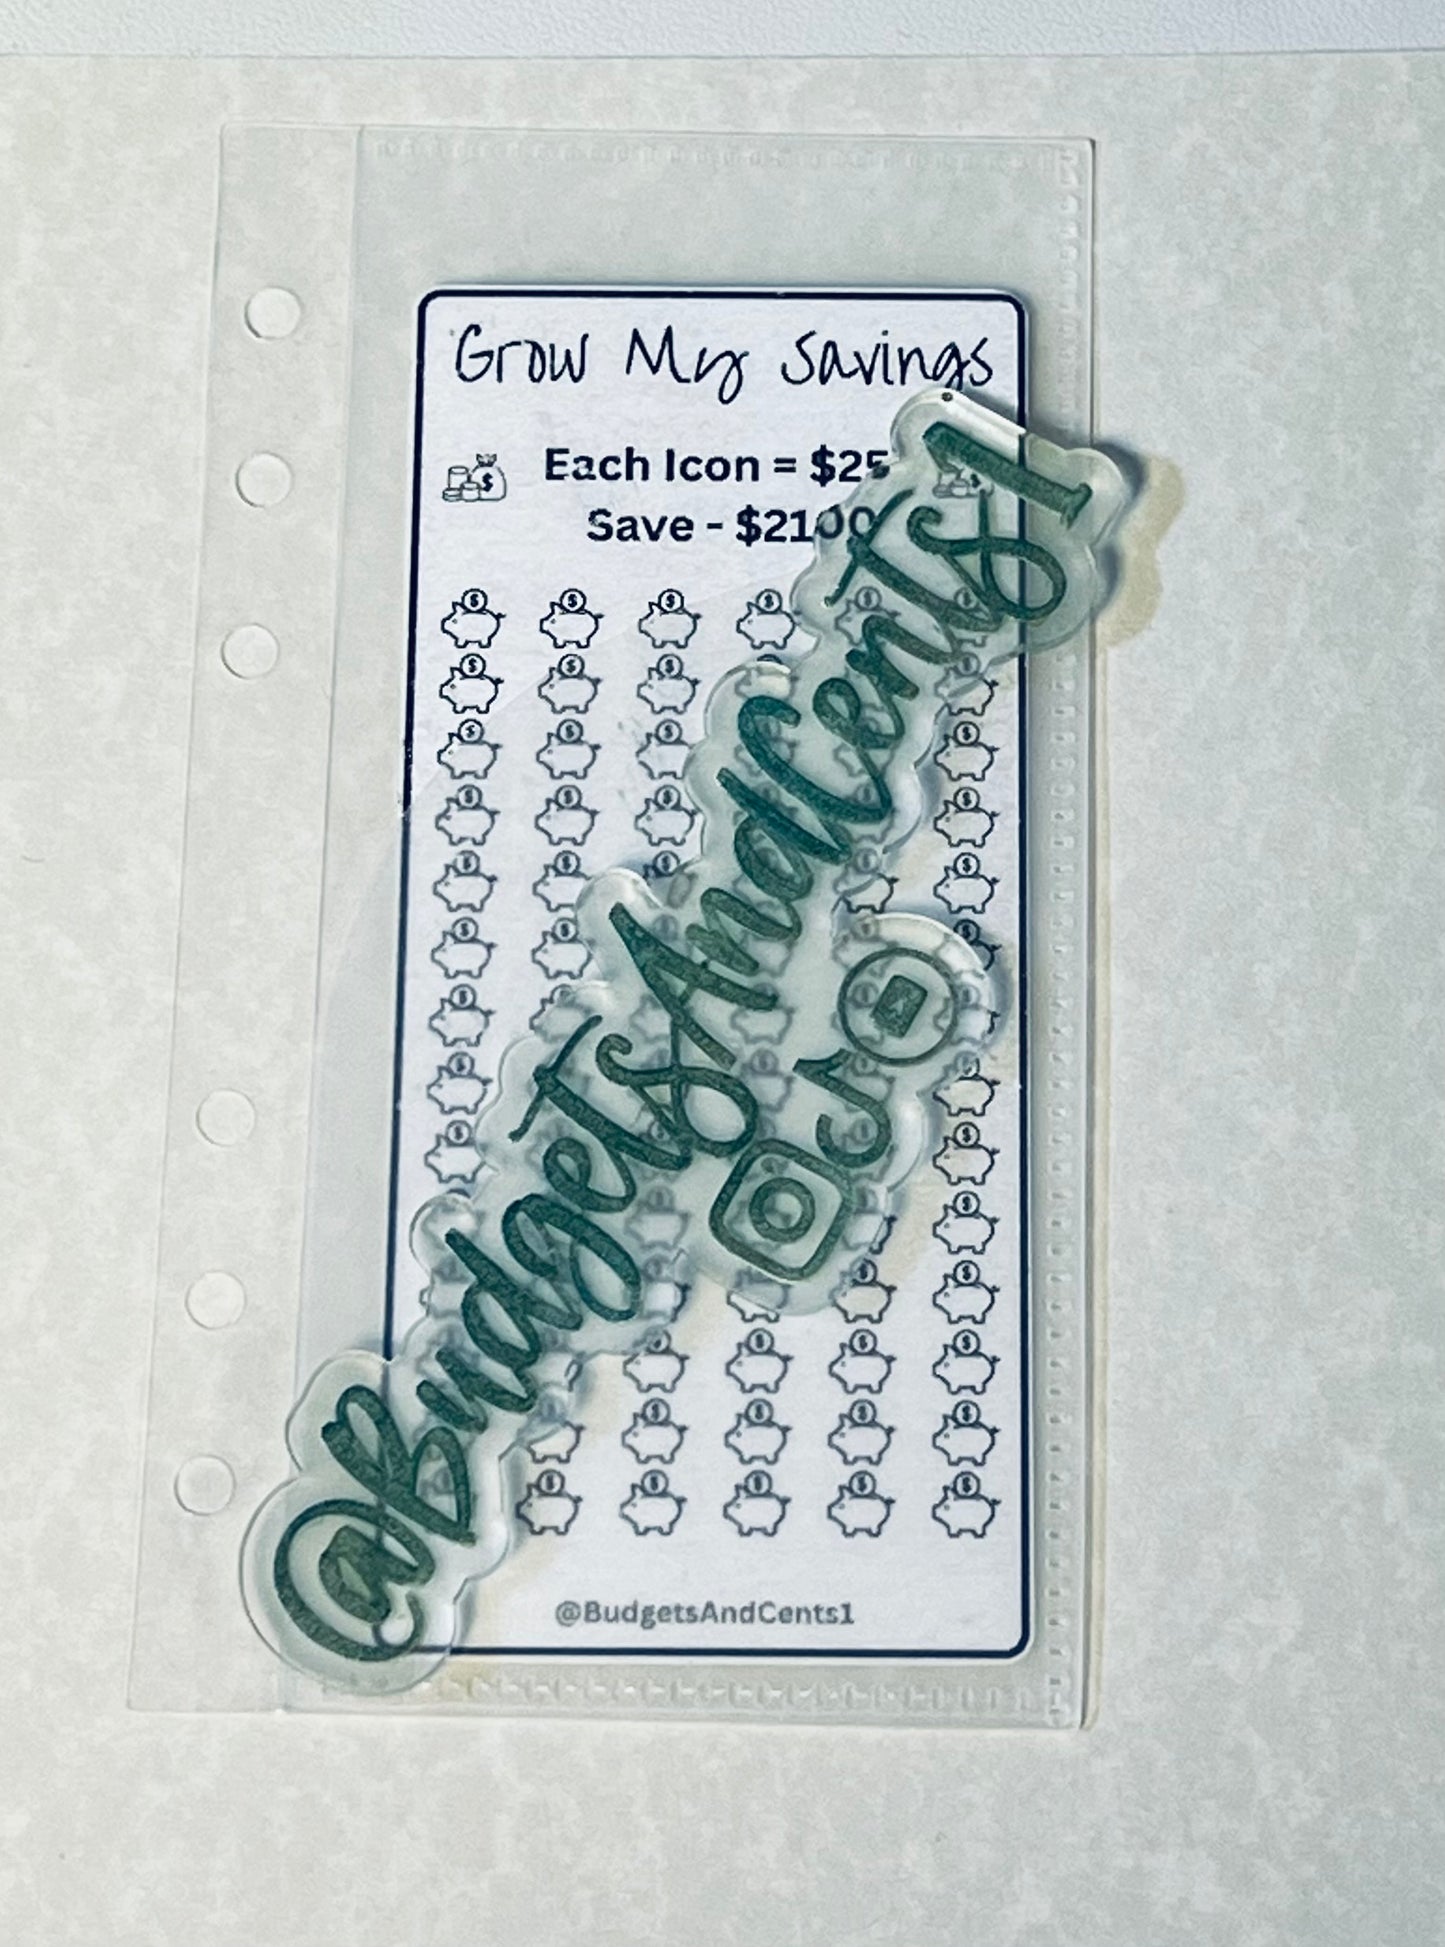 Grow My Savings
Each Icon = $25
Save - $2100
@BudgetsAndCents1
@BudgetsAndCents1